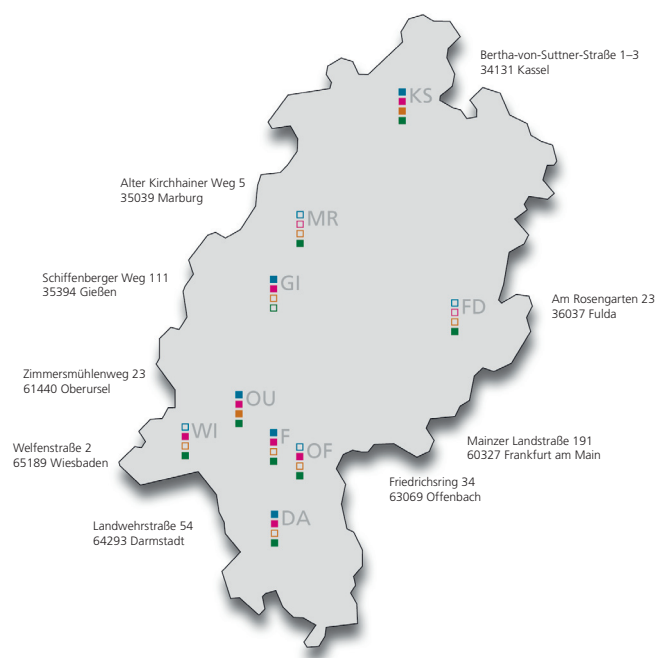 Bertha-von-Suttner-Straße 1–3
34131 Kassel
KS
Alter Kirchhainer Weg 5
35039 Marburg
MR
Schiffenberger Weg 111
35394 Gießen
GI
Am Rosengarten 23
36037 Fulda
FD
Zimmersmühlenweg 23
61440 Oberursel
OU
Welfenstraße 2
65189 Wiesbaden
WI
F
Mainzer Landstraße 191
60327 Frankfurt am Main
OF
Friedrichsring 34
63069 Offenbach
Landwehrstraße 54
64293 Darmstadt
DA